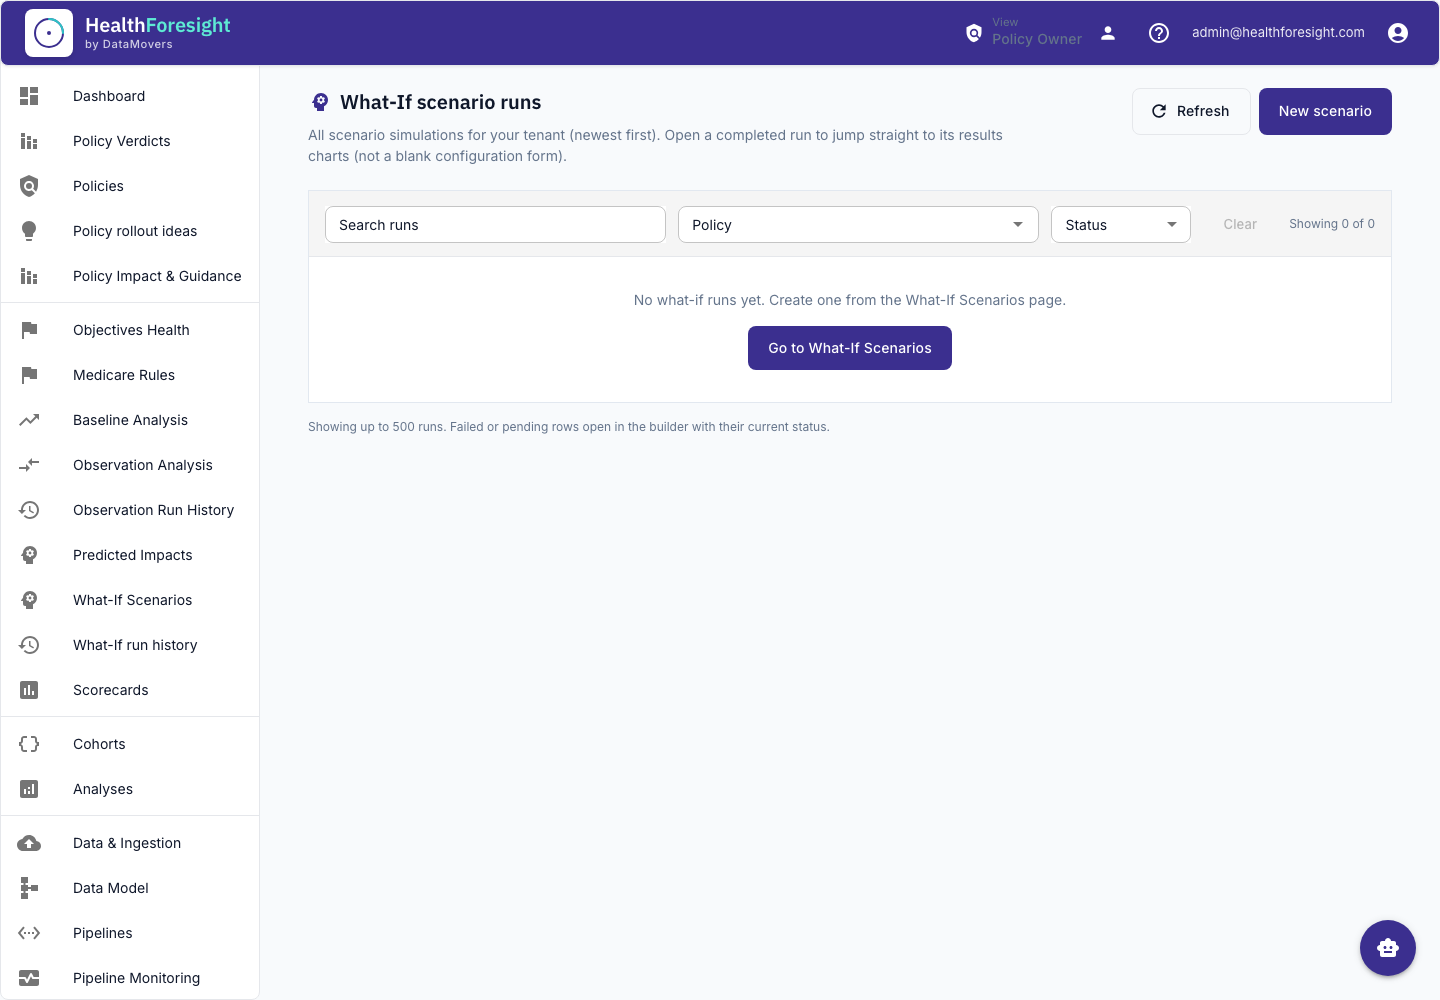 HealthForesight
by DataMovers
View
Policy Owner
admin@healthforesight.com
Dashboard
Policy Verdicts
Policies
Policy rollout ideas
Policy Impact & Guidance
Objectives Health
Medicare Rules
Baseline Analysis
Observation Analysis
Observation Run History
Predicted Impacts
What-If Scenarios
What-If run history
Scorecards
Cohorts
Analyses
Data & Ingestion
Data Model
Pipelines
Pipeline Monitoring
What-If scenario runs
All scenario simulations for your tenant (newest first). Open a completed run to jump straight to its results
charts (not a blank configuration form).
Refresh
New scenario
Search runs
Policy
Status
Clear
Showing 0 of 0
No what-if runs yet. Create one from the What-If Scenarios page.
Go to What-If Scenarios
Showing up to 500 runs. Failed or pending rows open in the builder with their current status.